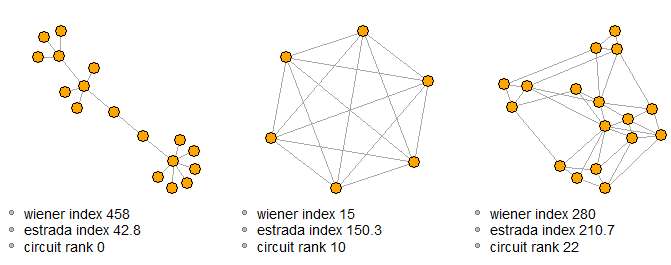 wiener index 458
estrada index 42.8
circuit rank 0
wiener index 15
estrada index 150.3
circuit rank 10
wiener index 280
estrada index 210.7
circuit rank 22